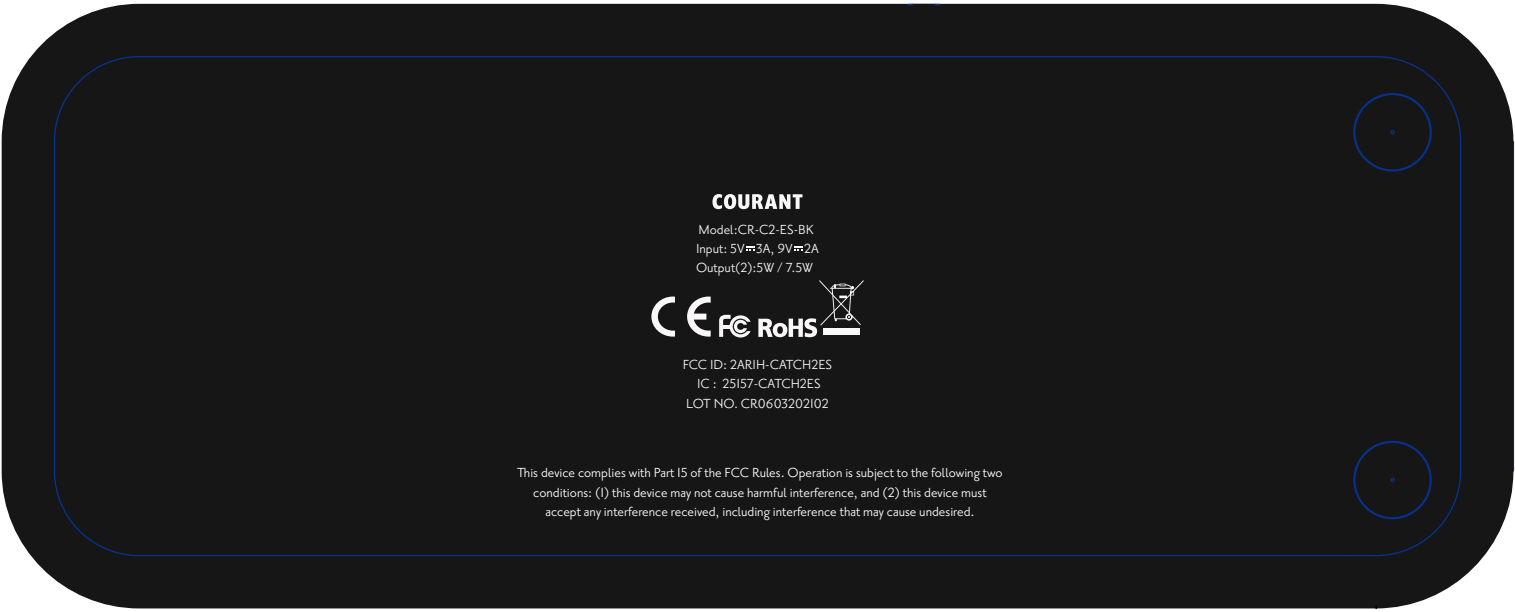 COURANT
Model:CR-C2-ES-BK
Input: 5V⎓3A, 9V⎓2A
Output(2):5W / 7.5W
CE FC RoHS
FCC ID: 2ARIH-CATCH2ES
IC : 25157-CATCH2ES
LOT NO. CR0603202102
This device complies with Part 15 of the FCC Rules. Operation is subject to the following two
conditions: (1) this device may not cause harmful interference, and (2) this device must
accept any interference received, including interference that may cause undesired.